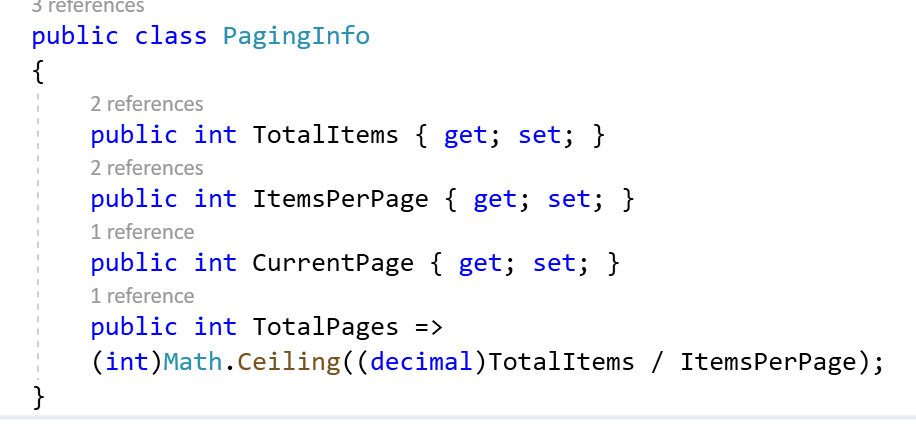 3 references
public class PagingInfo
{
2 references
public int TotalItems { get; set; }
2 references
public int ItemsPerPage { get; set; }
1 reference
public int CurrentPage { get; set; }
1 reference
public int TotalPages =>
(int)Math.Ceiling((decimal)TotalItems / ItemsPerPage);
}